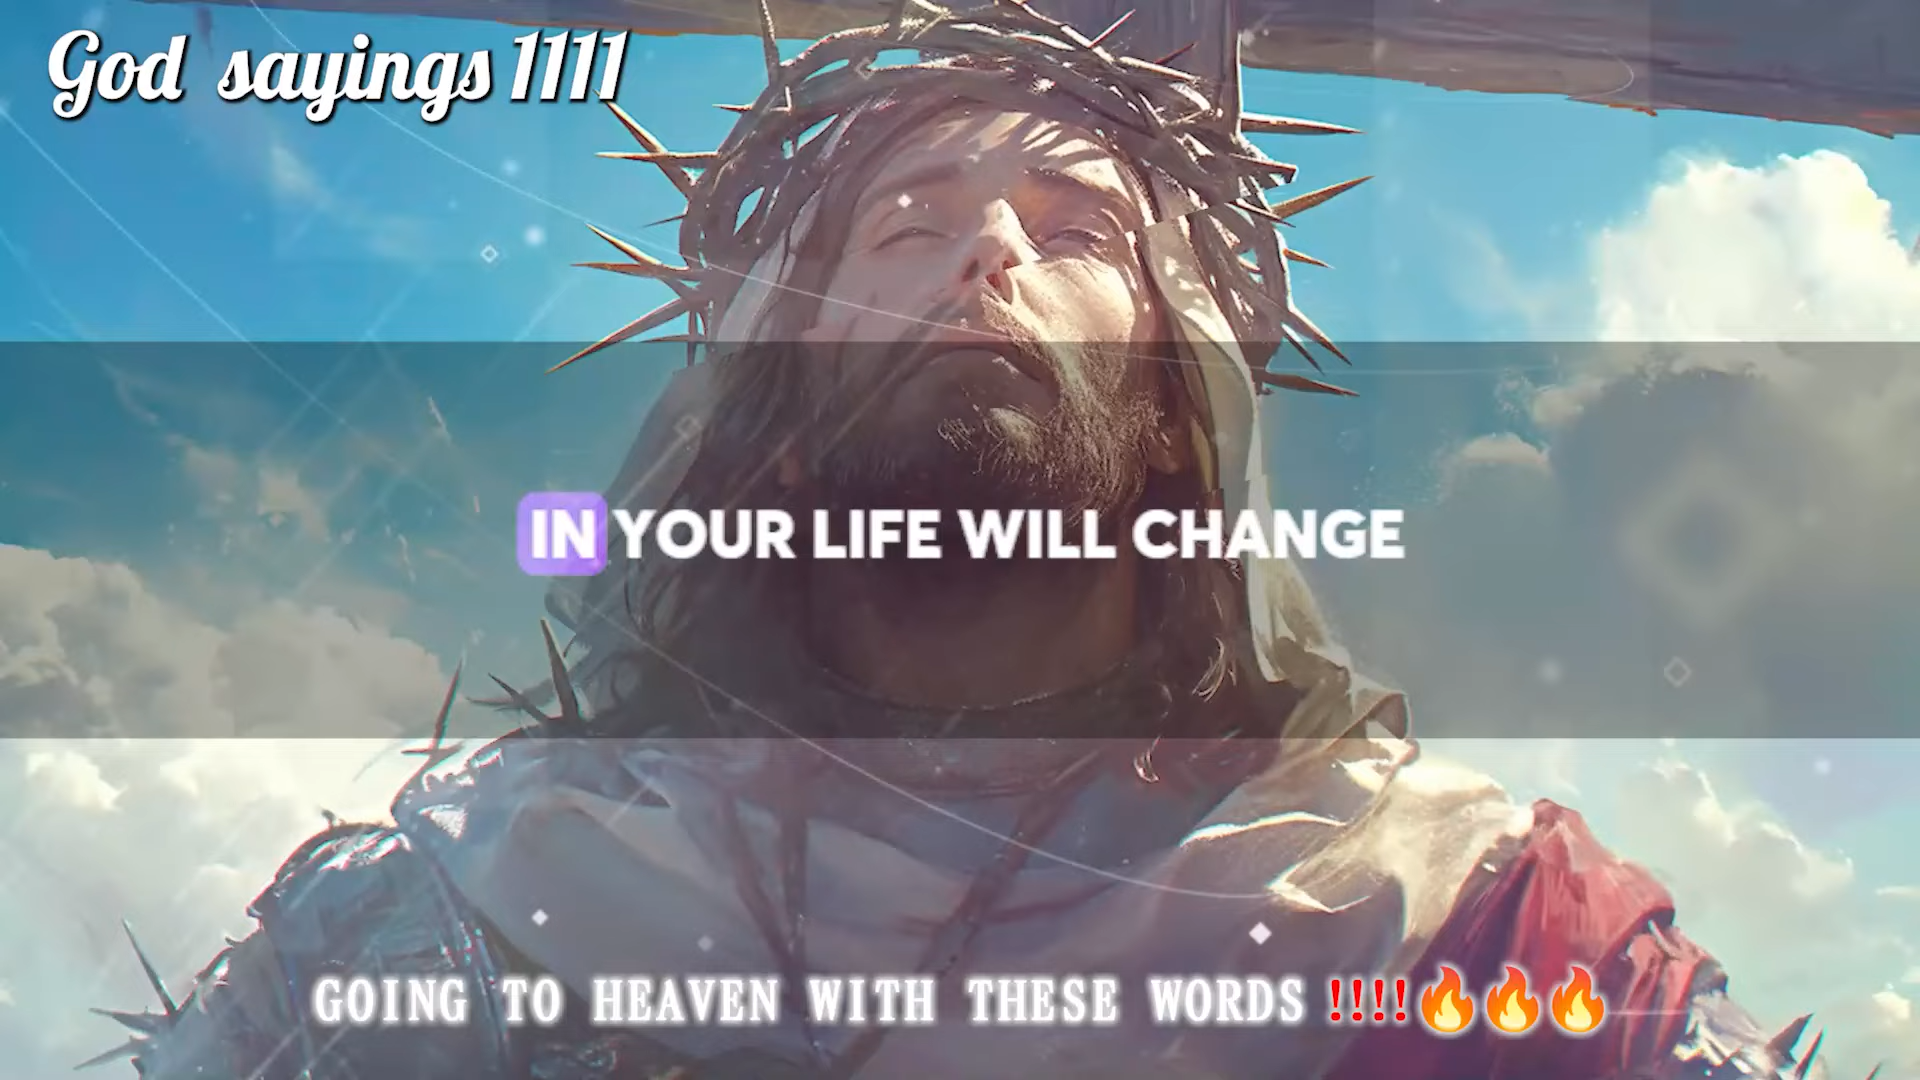 God sayings 1111
IN YOUR LIFE WILL CHANGE
GOING TO HEAVEN WITH THESE WORDS !!!!🔥🔥🔥